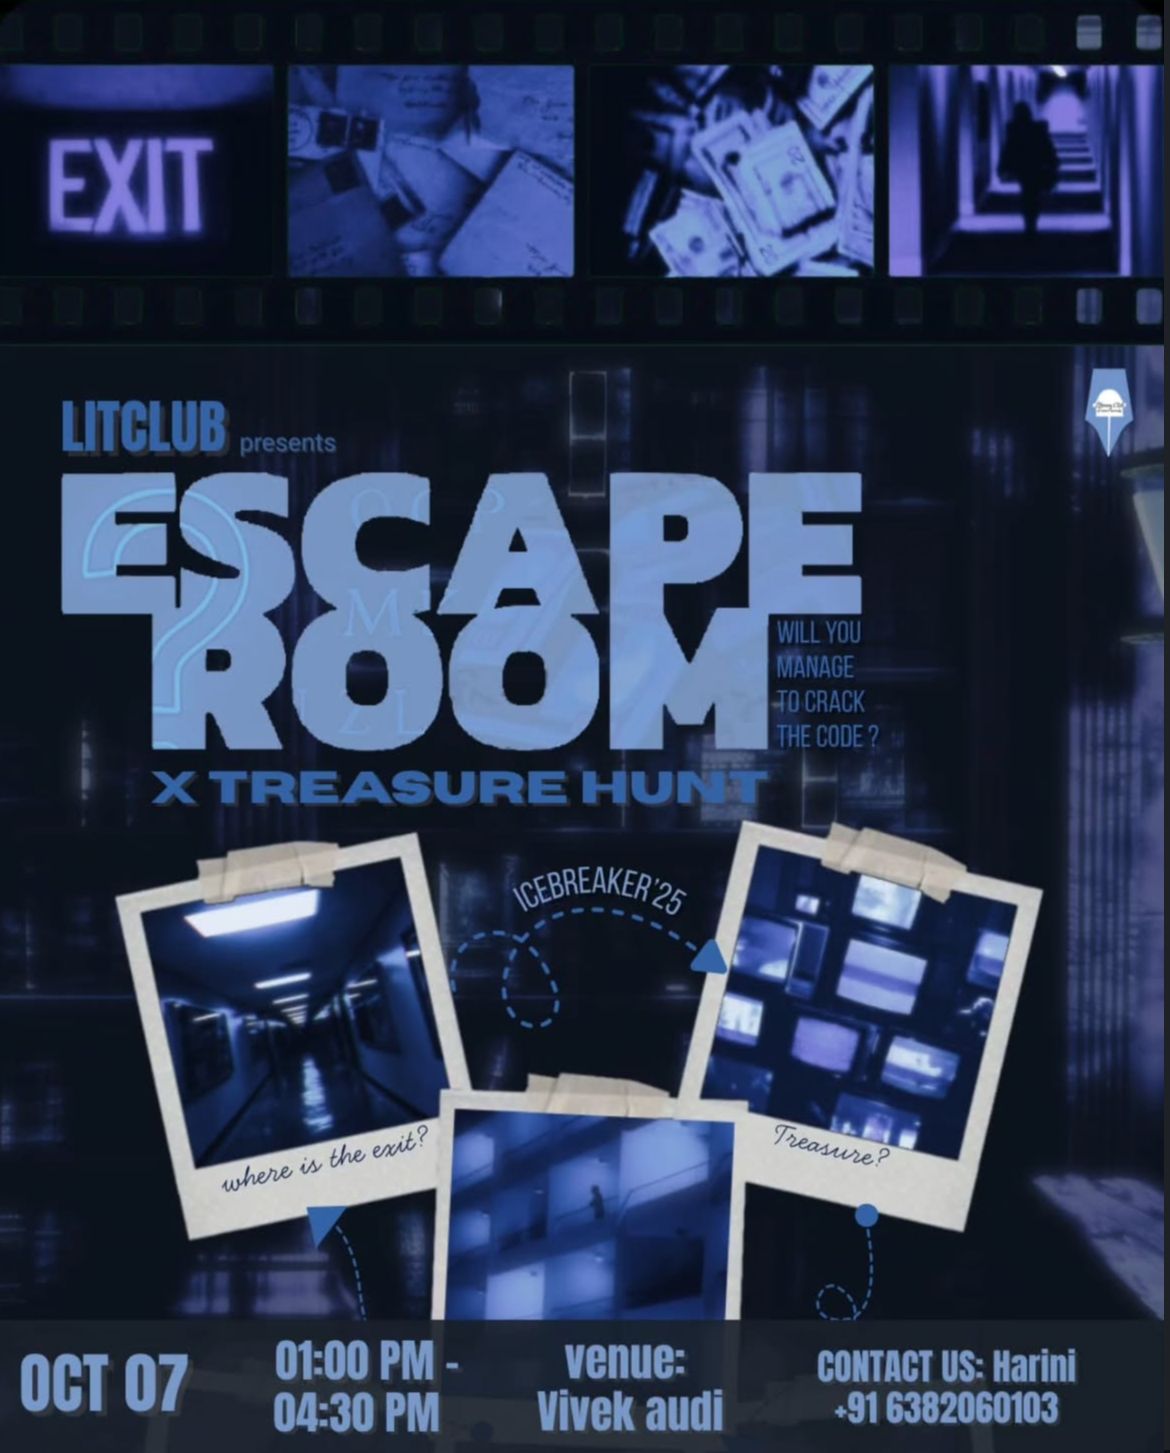 EXIT
LITCLUB presents
ESCAPE
ROOM
WILL YOU
MANAGE
TO CRACK
THE CODE ?
X TREASURE HUNT
ICEBREAKER'25
where is the exit?
Treasure?
OCT 07
01:00 PM -
04:30 PM
venue:
Vivek audi
CONTACT US: Harini
+91 6382060103